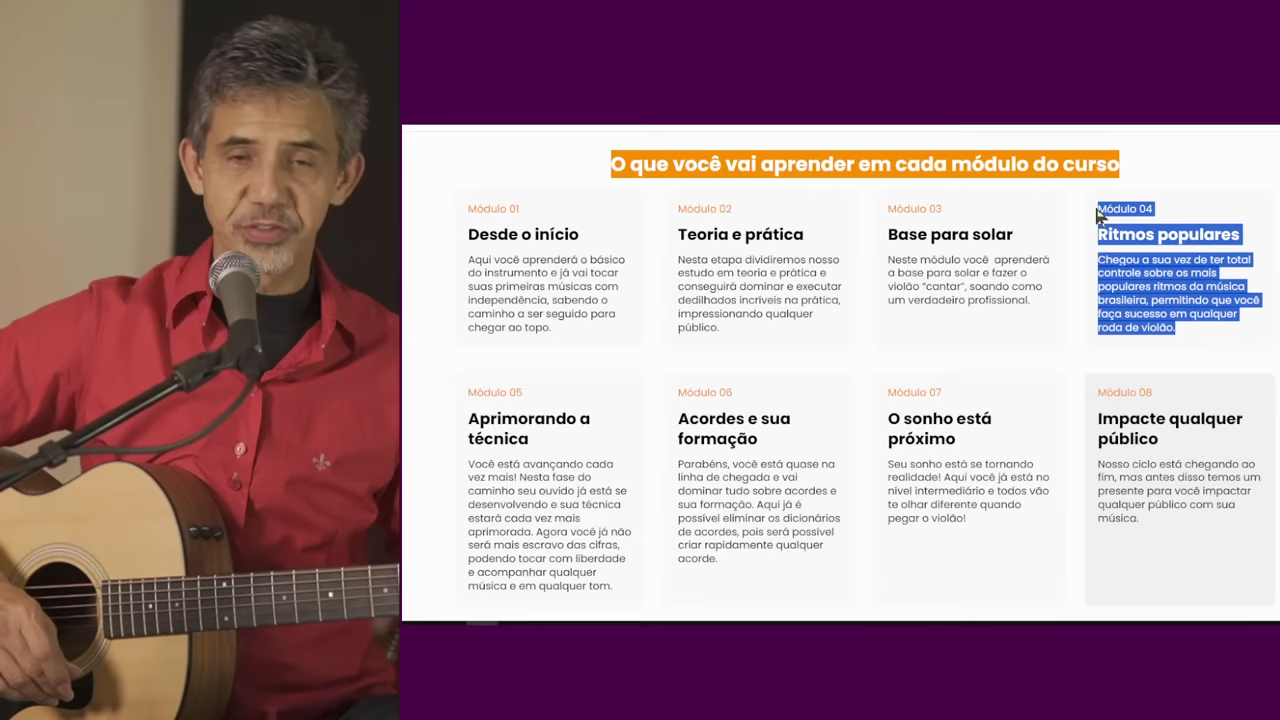 O que você vai aprender em cada módulo do curso
Módulo 01
Desde o início
Aqui você aprenderá o básico
do instrumento e já vai tocar
suas primeiras músicas com
independência, sabendo o
caminho a ser seguido para
chegar ao topo.
Módulo 02
Teoria e prática
Nesta etapa dividiremos nosso
estudo em teoria e prática e
conseguirá dominar e executar
dedilhados incríveis na prática,
impressionando qualquer
público.
Módulo 03
Base para solar
Neste módulo você aprenderá
a base para solar e fazer o
violão “cantar”, soando como
um verdadeiro profissional.
Módulo 04
Ritmos populares
Chegou a sua vez de ter total
controle sobre os mais
populares ritmos da música
brasileira, permitindo que você
faça sucesso em qualquer
roda de violão.
Módulo 05
Aprimorando a
técnica
Você está avançando cada
vez mais! Nesta fase do
caminho seu ouvido já está se
desenvolvendo e sua técnica
estará cada vez mais
aprimorada. Agora você já não
será mais escravo das cifras,
podendo tocar com liberdade
e acompanhar qualquer
música e em qualquer tom.
Módulo 06
Acordes e sua
formação
Parabéns, você está quase na
linha de chegada e vai
dominar tudo sobre acordes e
sua formação. Aqui já é
possível eliminar os dicionários
de acordes, pois será possível
criar rapidamente qualquer
acorde.
Módulo 07
O sonho está
próximo
Seu sonho está se tornando
realidade! Aqui você já está no
nível intermediário e todos vão
te olhar diferente quando
pegar o violão!
Módulo 08
Impacte qualquer
público
Nosso ciclo está chegando ao
fim, mas antes disso temos um
presente para você impactar
qualquer público com sua
música.